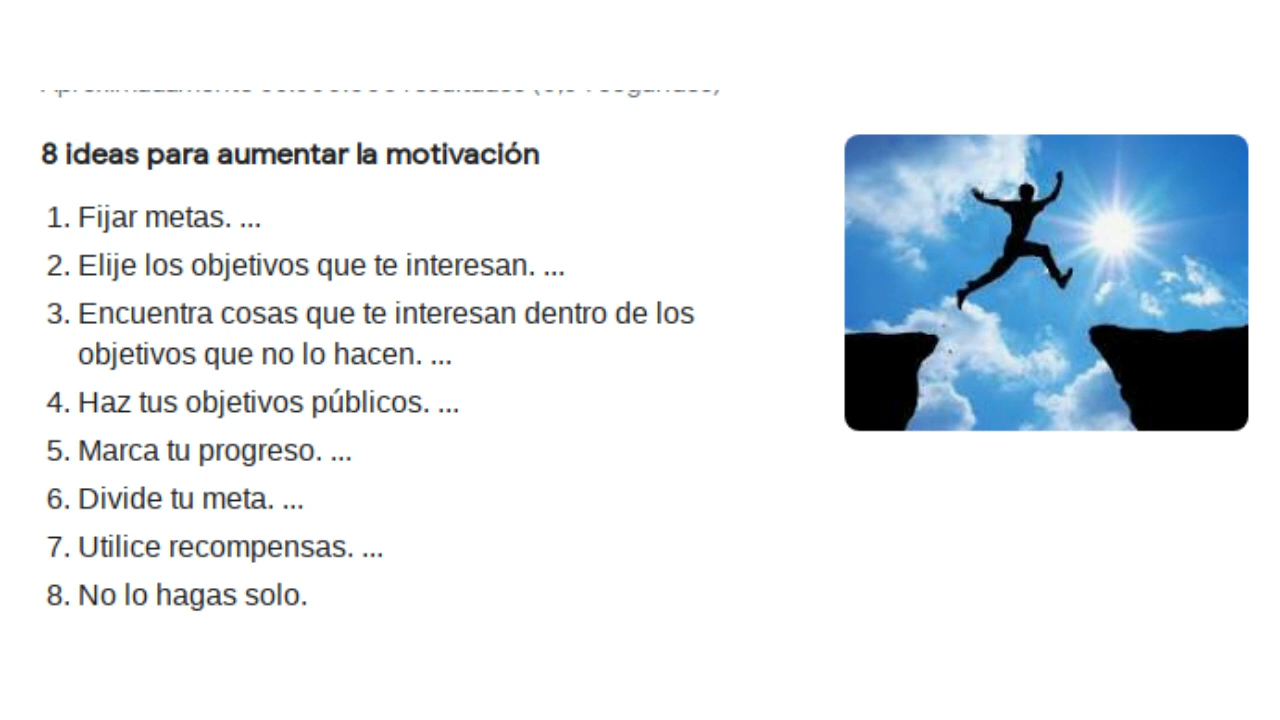 8 ideas para aumentar la motivación
1. Fijar metas. ...
2. Elije los objetivos que te interesan. ...
3. Encuentra cosas que te interesan dentro de los
objetivos que no lo hacen. ...
4. Haz tus objetivos públicos. ...
5. Marca tu progreso. ...
6. Divide tu meta. ...
7. Utilice recompensas. ...
8. No lo hagas solo.